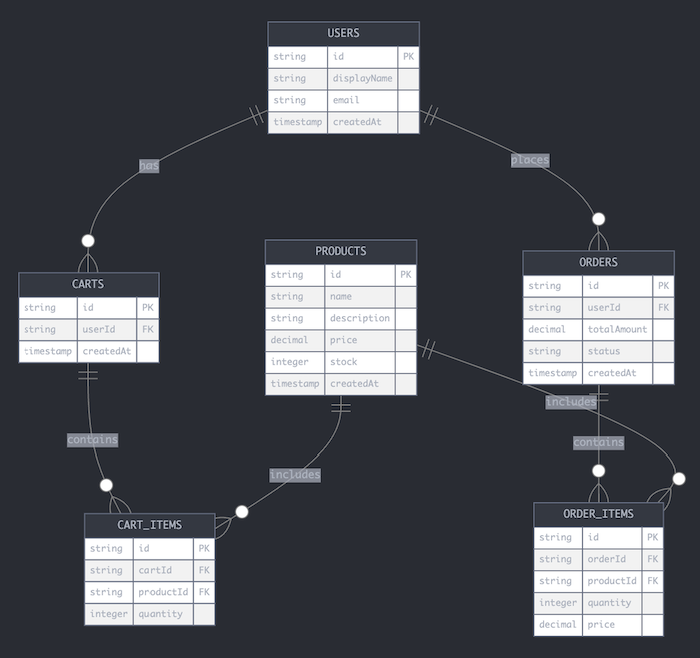 USERS
string id PK
string displayName
string email
timestamp createdAt
has
places
PRODUCTS
string id PK
string name
string description
decimal price
integer stock
timestamp createdAt
ORDERS
string id PK
string userId FK
decimal totalAmount
string status
timestamp createdAt
CARTS
string id PK
string userId FK
timestamp createdAt
includes
contains
contains
includes
CART_ITEMS
string id PK
string cartId FK
string productId FK
integer quantity
ORDER_ITEMS
string id PK
string orderId FK
string productId FK
integer quantity
decimal price